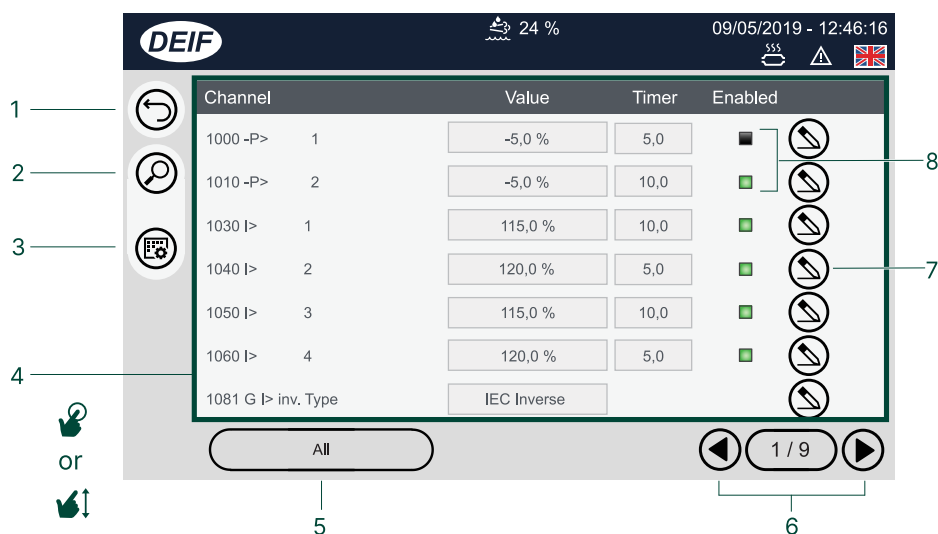 DEIF
24 %
09/05/2019 - 12:46:16
Channel Value Timer Enabled
1000 -P> 1 -5,0 % 5,0
1010 -P> 2 -5,0 % 10,0
1030 I> 1 115,0 % 10,0
1040 I> 2 120,0 % 5,0
1050 I> 3 115,0 % 10,0
1060 I> 4 120,0 % 5,0
1081 G I> inv. Type IEC Inverse
All
1 / 9
1
2
3
4
or
5
6
7
8